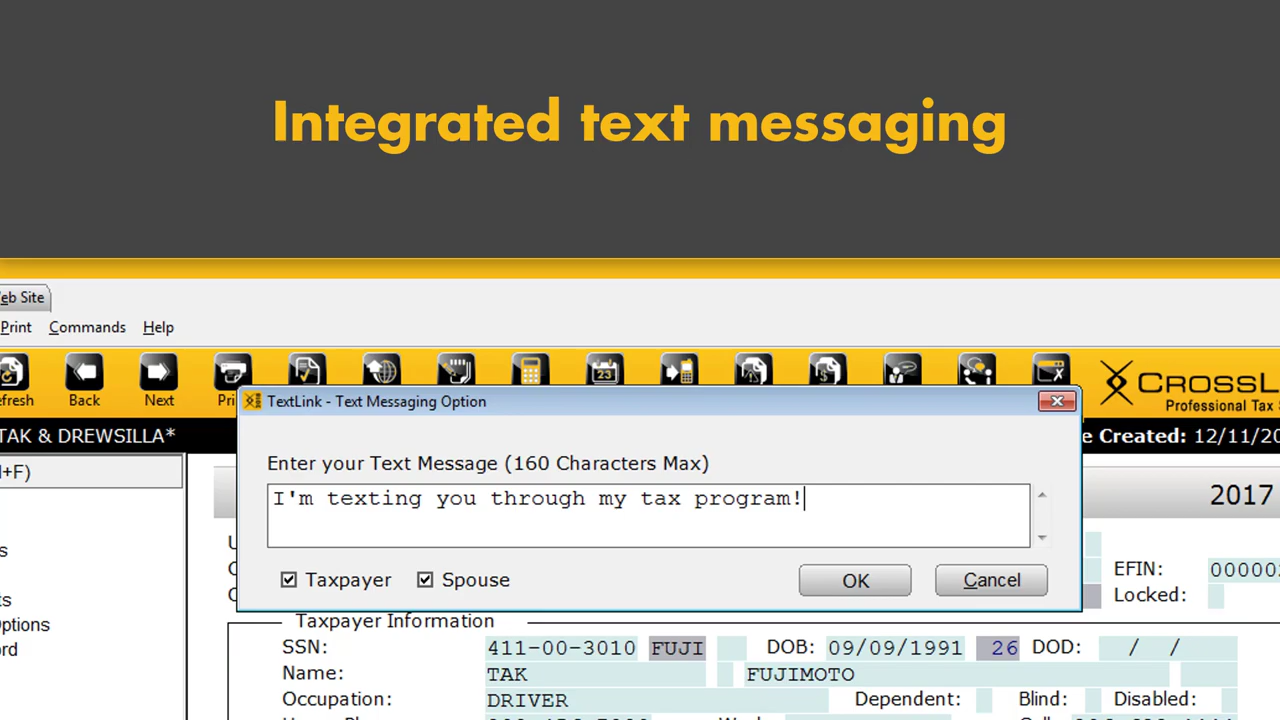 Integrated text messaging
eb Site
Print Commands Help
efresh Back Next Pri
CROSSL
Professional Tax S
TextLink - Text Messaging Option
TAK & DREWSILLA*
e Created: 12/11/20
+F)
Enter your Text Message (160 Characters Max)
I'm texting you through my tax program!
2017
Taxpayer Spouse OK Cancel
EFIN: 00000
Locked:
ts
ptions
rd
Taxpayer Information
SSN: 411-00-3010 FUJI DOB: 09/09/1991 26 DOD: / /
Name: TAK FUJIMOTO
Occupation: DRIVER Dependent: Blind: Disabled: